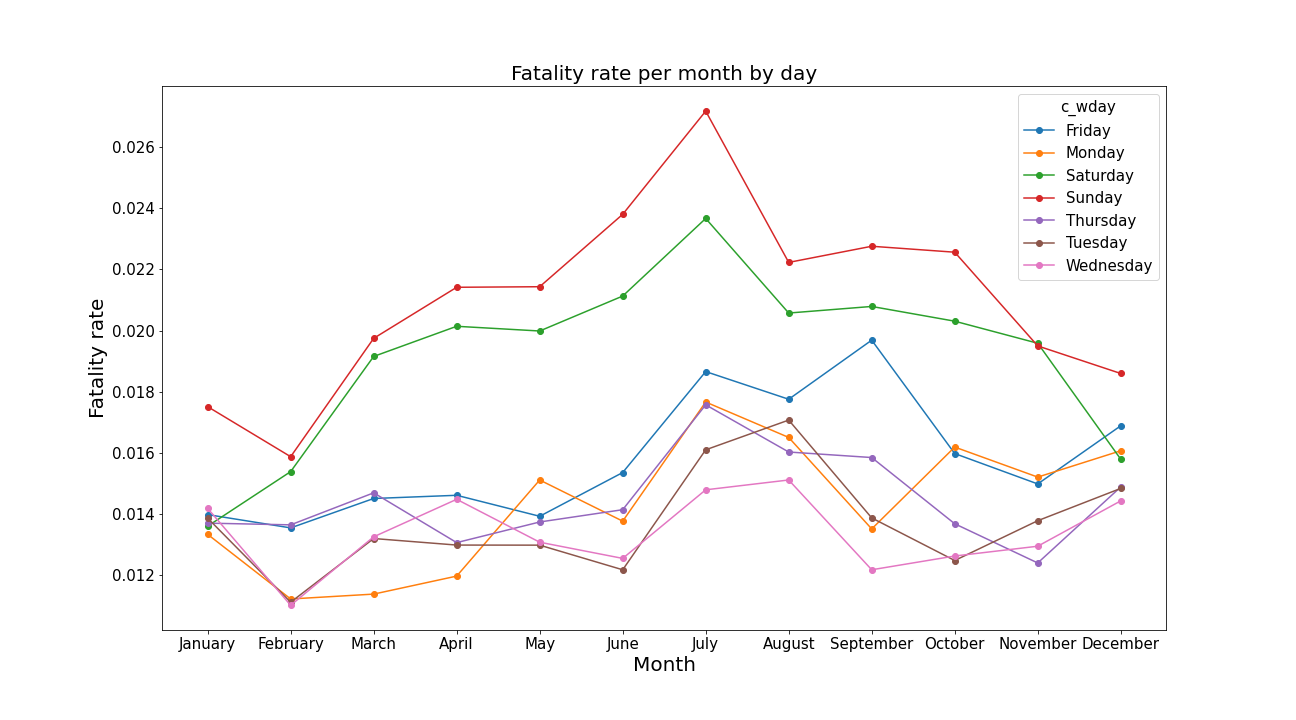 Fatality rate per month by day
c_wday
Friday
Monday
Saturday
Sunday
Thursday
Tuesday
Wednesday
Fatality rate
0.026
0.024
0.022
0.020
0.018
0.016
0.014
0.012
January February March April May June July August September October November December
Month